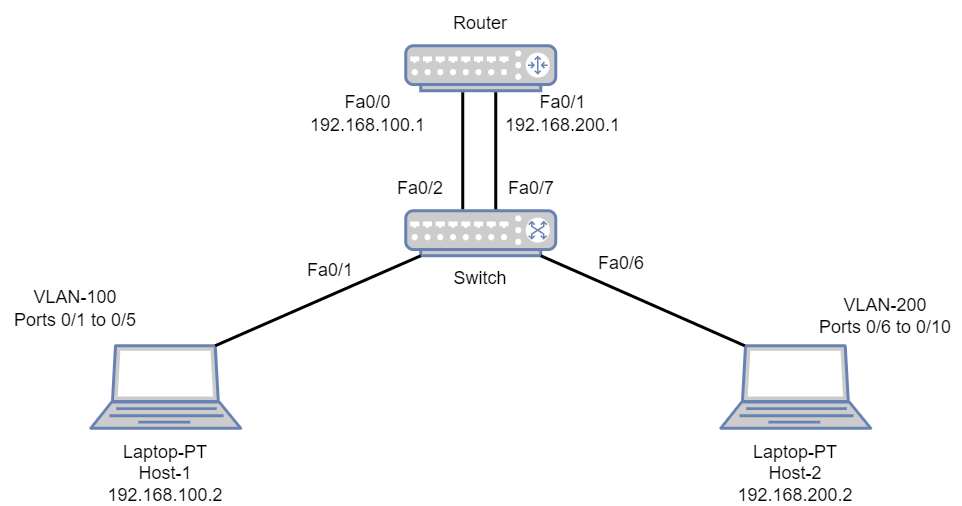 Router
Fa0/0
192.168.100.1
Fa0/1
192.168.200.1
Fa0/2
Fa0/7
Switch
Fa0/1
Fa0/6
VLAN-100
Ports 0/1 to 0/5
VLAN-200
Ports 0/6 to 0/10
Laptop-PT
Host-1
192.168.100.2
Laptop-PT
Host-2
192.168.200.2